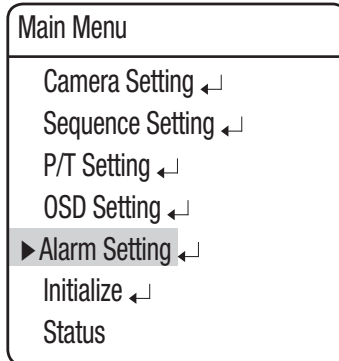 Main Menu
Camera Setting ↵
Sequence Setting ↵
P/T Setting ↵
OSD Setting ↵
▶Alarm Setting ↵
Initialize ↵
Status